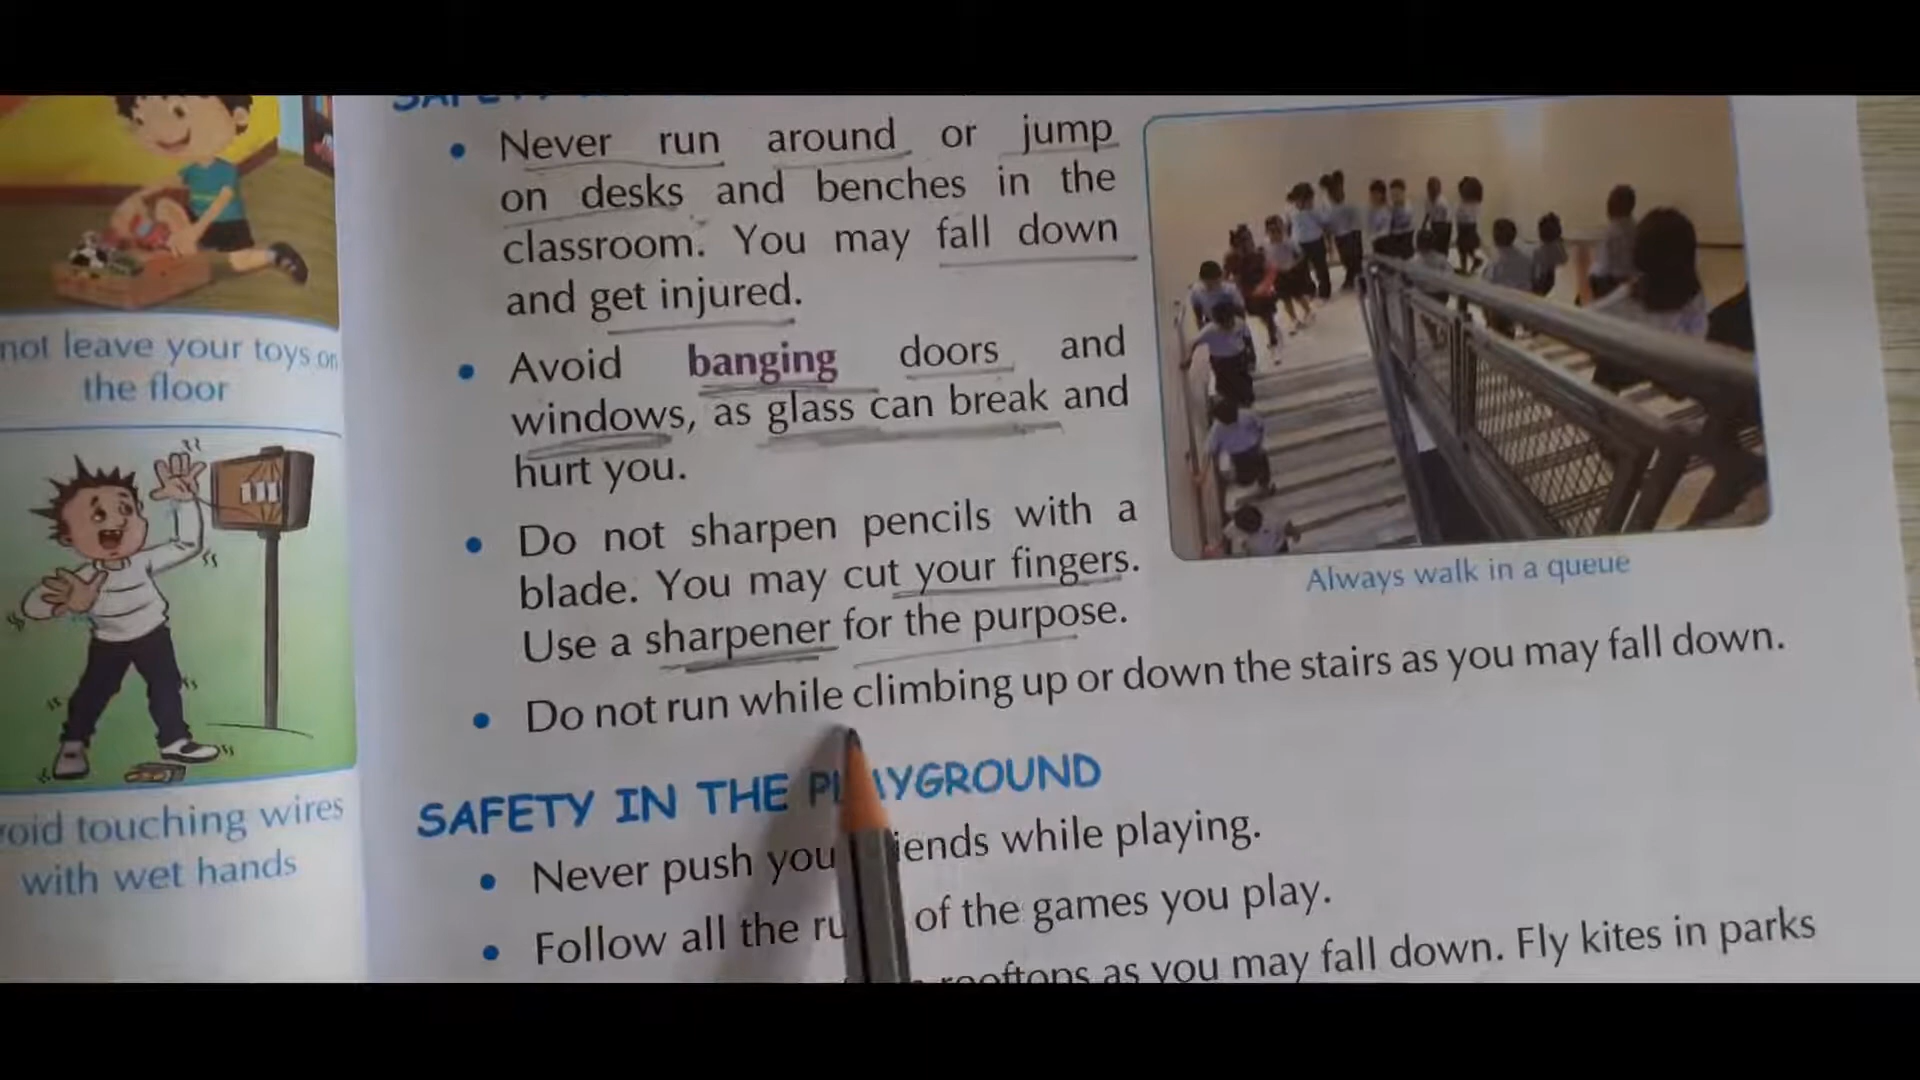 not leave your toys on
the floor
touching wires
with wet hands
Never run around or jump
on desks and benches in the
classroom. You may fall down
and get injured.
Avoid banging doors and
windows, as glass can break and
hurt you.
Do not sharpen pencils with a
blade. You may cut your fingers.
Use a sharpener for the purpose.
Always walk in a queue
Do not run while climbing up or down the stairs as you may fall down.
SAFETY IN THE PLAYGROUND
Never push you iends while playing.
Follow all the ru of the games you play.
rooftops as you may fall down. Fly kites in parks